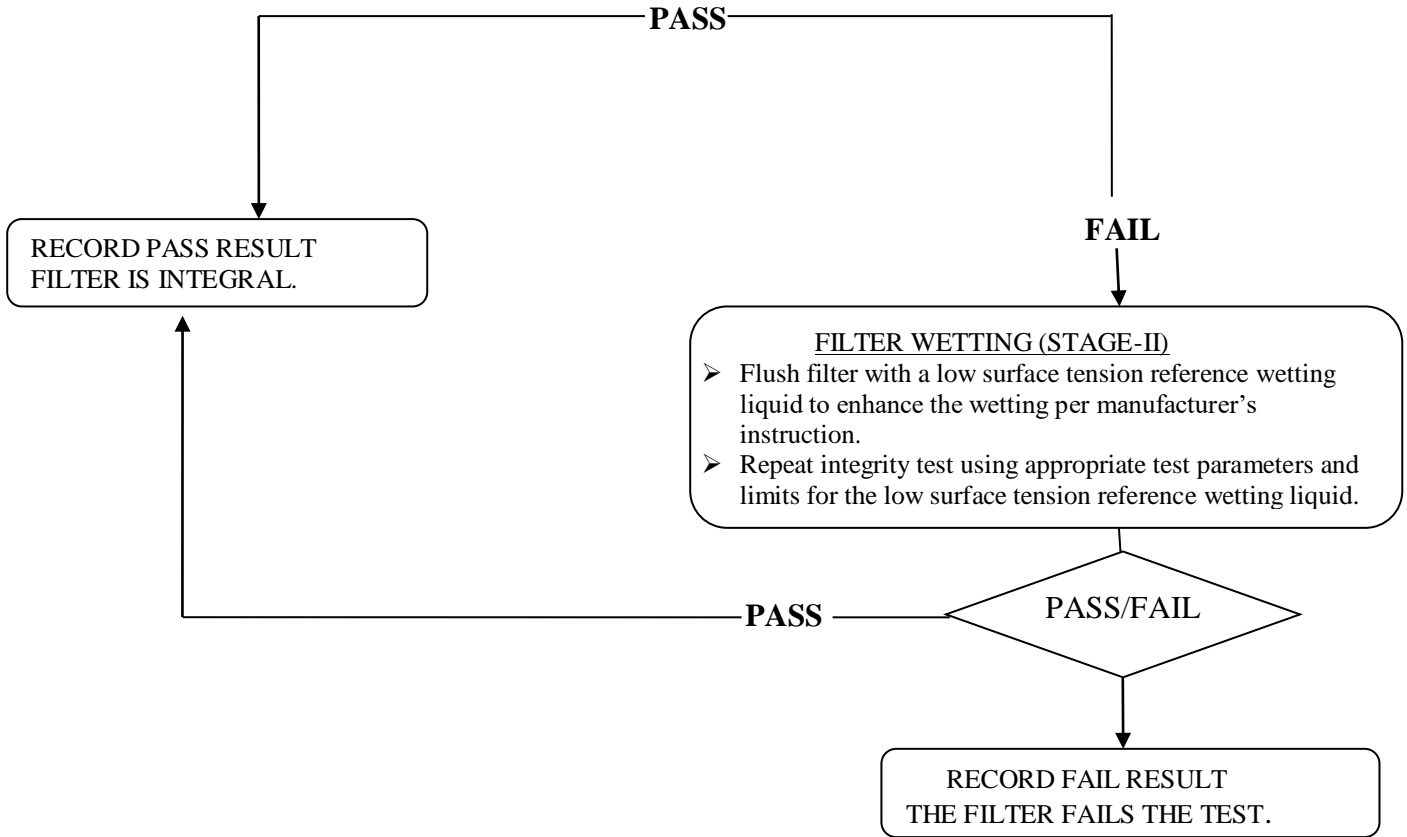 PASS
FAIL
RECORD PASS RESULT
FILTER IS INTEGRAL.
FILTER WETTING (STAGE-II)
➢ Flush filter with a low surface tension reference wetting
liquid to enhance the wetting per manufacturer’s
instruction.
➢ Repeat integrity test using appropriate test parameters and
limits for the low surface tension reference wetting liquid.
PASS/FAIL
PASS
RECORD FAIL RESULT
THE FILTER FAILS THE TEST.